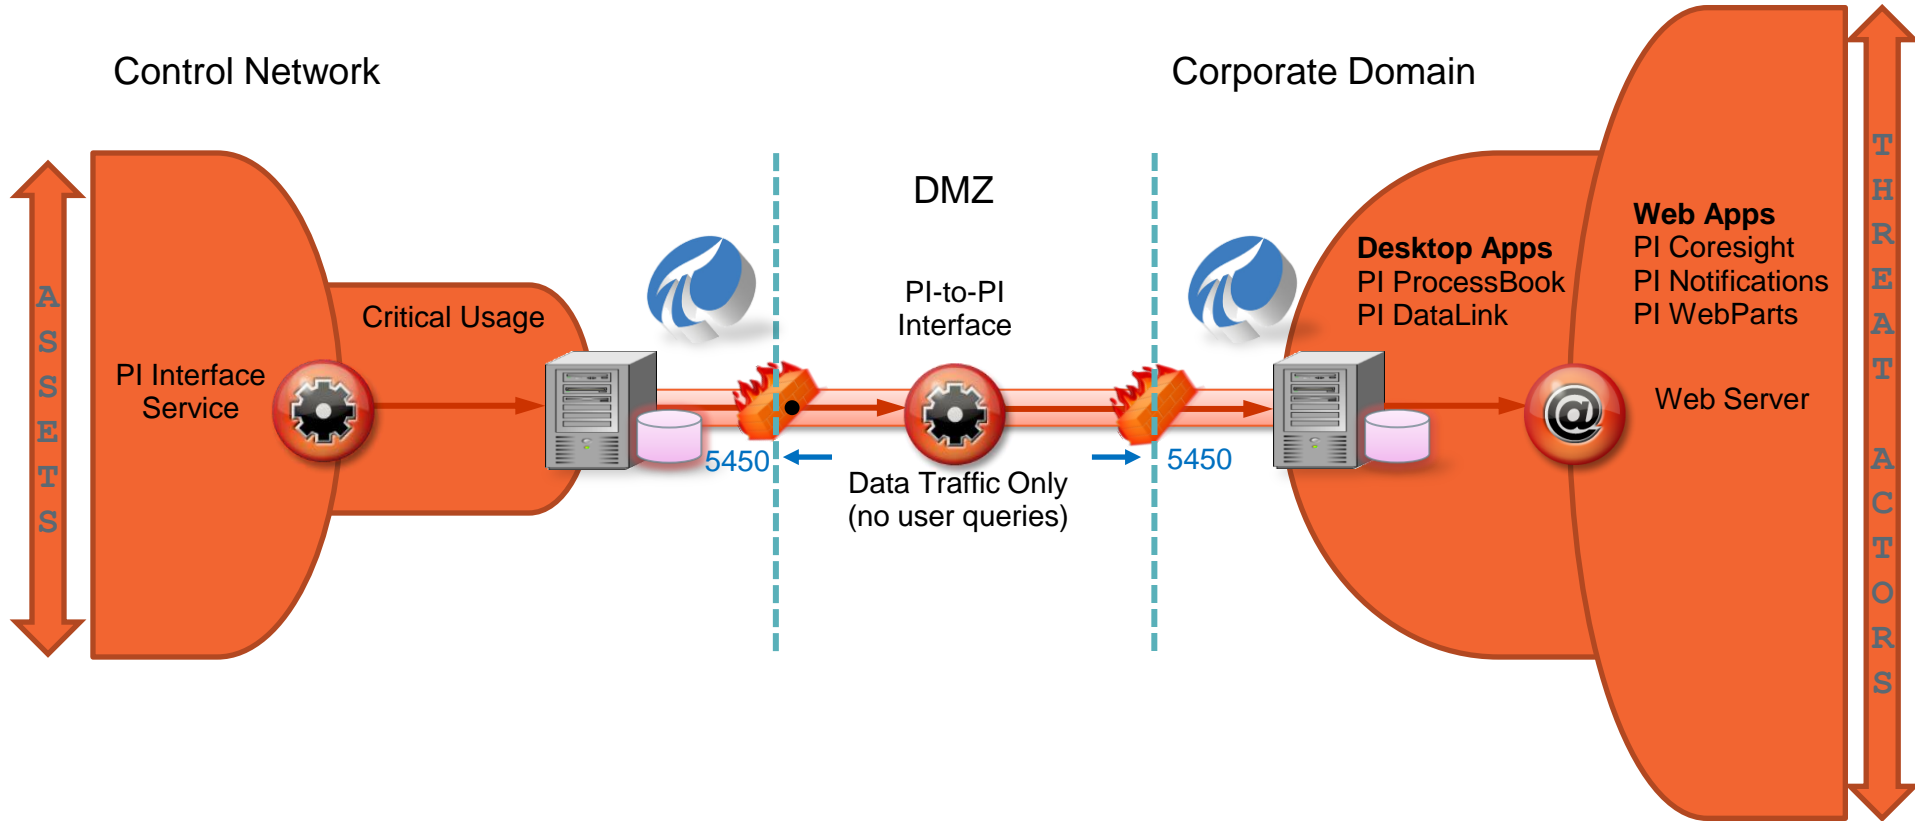 Control Network
Corporate Domain
DMZ
ASSETS
Critical Usage
PI Interface
Service
PI-to-PI
Interface
5450
Data Traffic Only
(no user queries)
5450
Desktop Apps
PI ProcessBook
PI DataLink
Web Apps
PI Coresight
PI Notifications
PI WebParts
@
Web Server
THREAT ACTORS